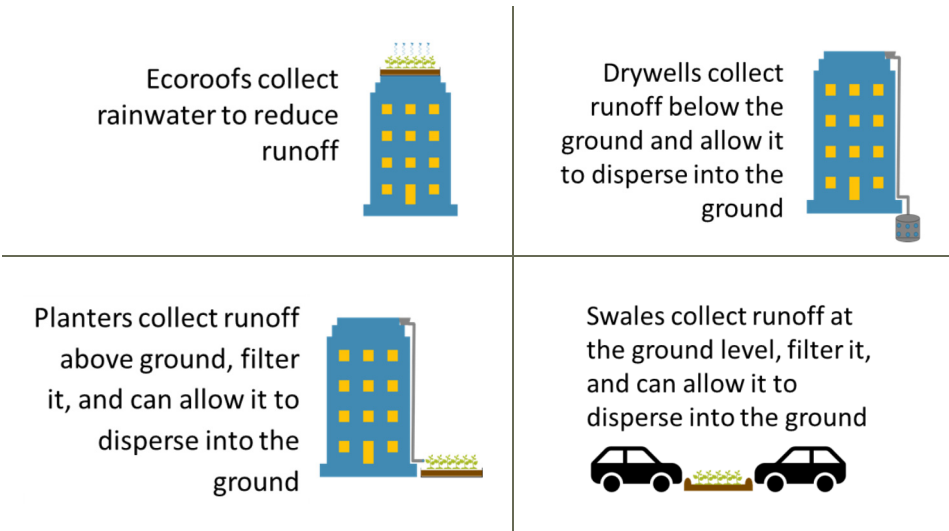 Ecoroofs collect
rainwater to reduce
runoff
Drywells collect
runoff below the
ground and allow it
to disperse into the
ground
Planters collect runoff
above ground, filter
it, and can allow it to
disperse into the
ground
Swales collect runoff at
the ground level, filter it,
and can allow it to
disperse into the ground